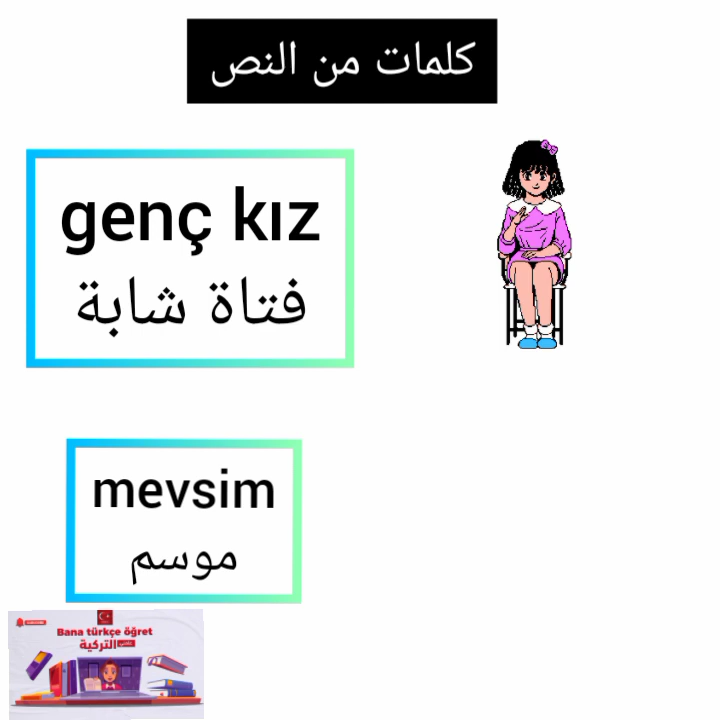 كلمات من النص
genç kız
فتاة شابة
mevsim
موسم
Bana türkçe öğret
التركية